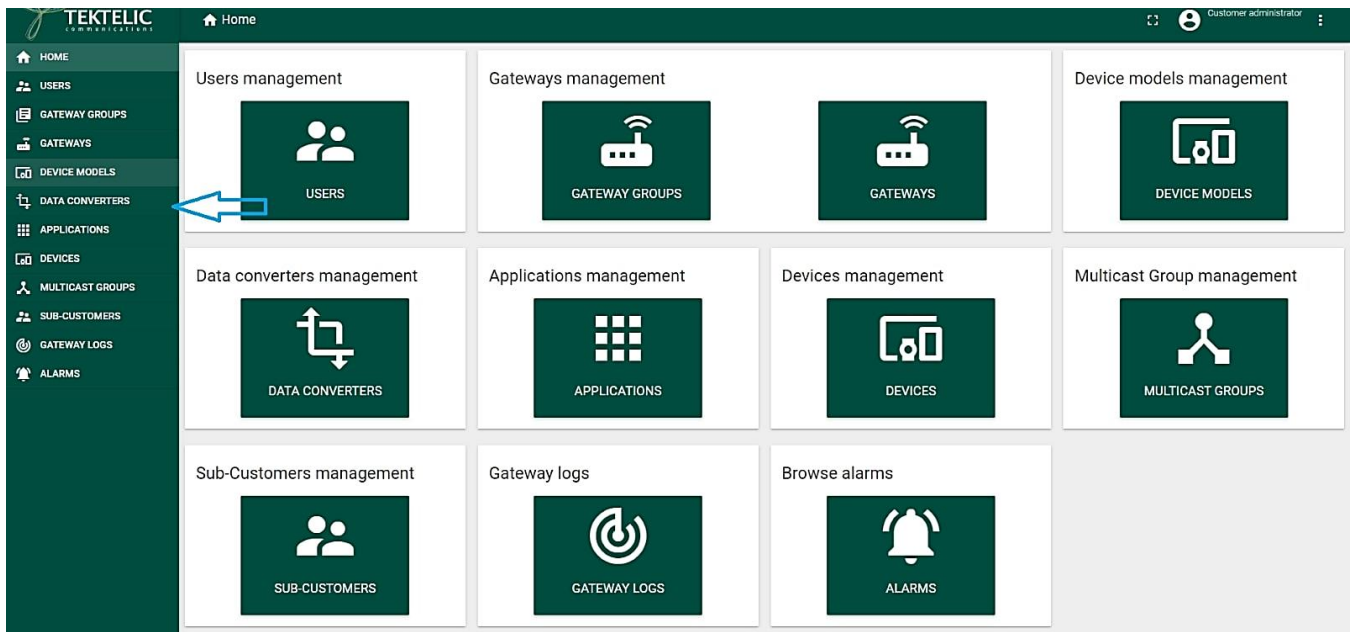 TEKTELIC
communications
Home
Customer administrator
HOME
USERS
GATEWAY GROUPS
GATEWAYS
DEVICE MODELS
DATA CONVERTERS
APPLICATIONS
DEVICES
MULTICAST GROUPS
SUB-CUSTOMERS
GATEWAY LOGS
ALARMS
Users management
USERS
Gateways management
GATEWAY GROUPS
GATEWAYS
Device models management
DEVICE MODELS
Data converters management
DATA CONVERTERS
Applications management
APPLICATIONS
Devices management
DEVICES
Multicast Group management
MULTICAST GROUPS
Sub-Customers management
SUB-CUSTOMERS
Gateway logs
GATEWAY LOGS
Browse alarms
ALARMS